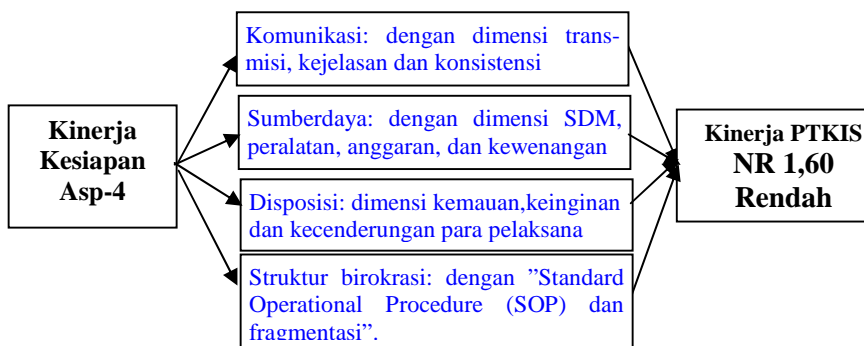 Komunikasi: dengan dimensi trans-
misi, kejelasan dan konsistensi
Kinerja
Kesiapan
Asp-4
Sumberdaya: dengan dimensi SDM,
peralatan, anggaran, dan kewenangan
Disposisi: dimensi kemauan,keinginan
dan kecenderungan para pelaksana
Struktur birokrasi: dengan ”Standard
Operational Procedure (SOP) dan
fragmentasi”.
Kinerja PTKIS
NR 1,60
Rendah